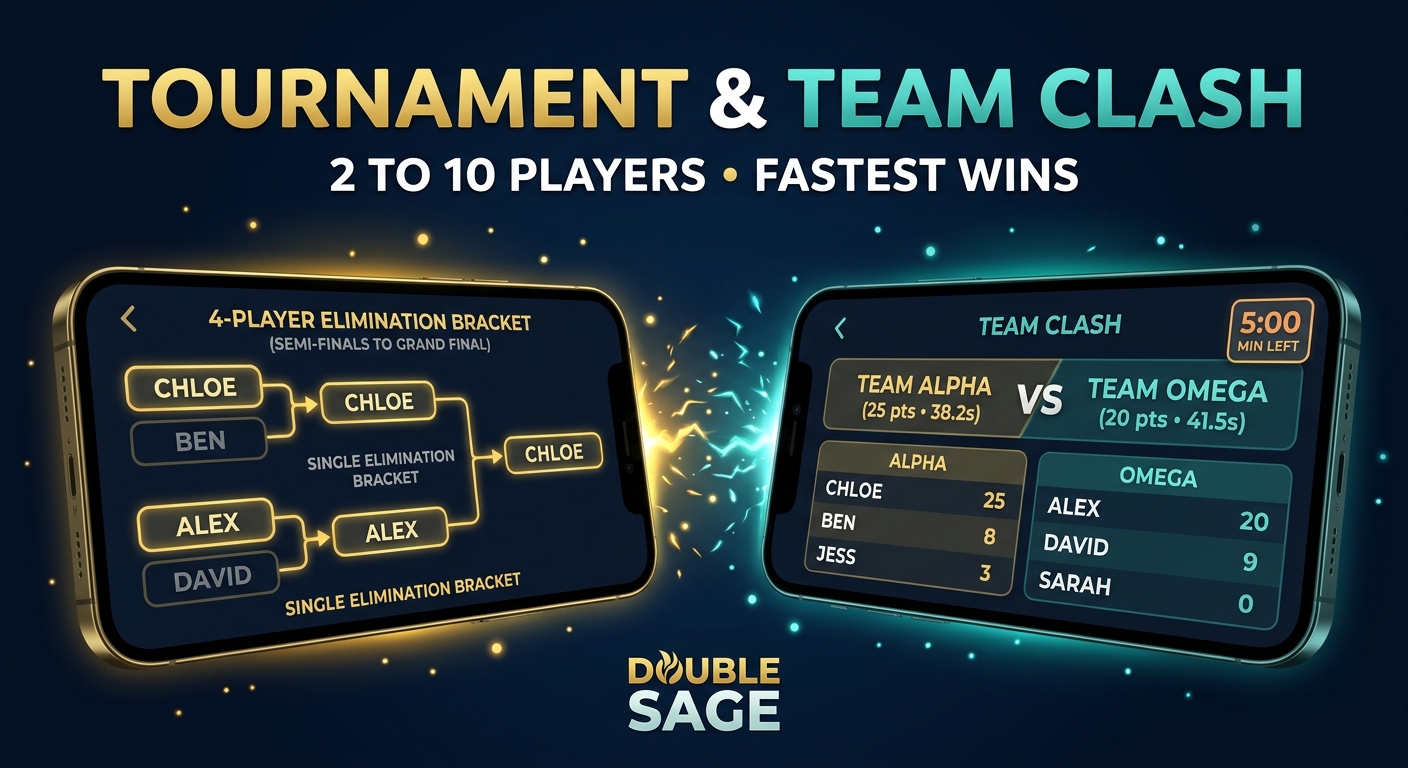 TOURNAMENT & TEAM CLASH
2 TO 10 PLAYERS • FASTEST WINS
4-PLAYER ELIMINATION BRACKET
(SEMI-FINALS TO GRAND FINAL)
CHLOE
BEN
CHLOE
SINGLE ELIMINATION
BRACKET
CHLOE
ALEX
DAVID
ALEX
SINGLE ELIMINATION BRACKET
TEAM CLASH
5:00
MIN LEFT
TEAM ALPHA
(25 pts • 38.2s)
VS
TEAM OMEGA
(20 pts • 41.5s)
ALPHA
CHLOE 25
BEN 8
JESS 3
OMEGA
ALEX 20
DAVID 9
SARAH 0
DOUBLE
SAGE